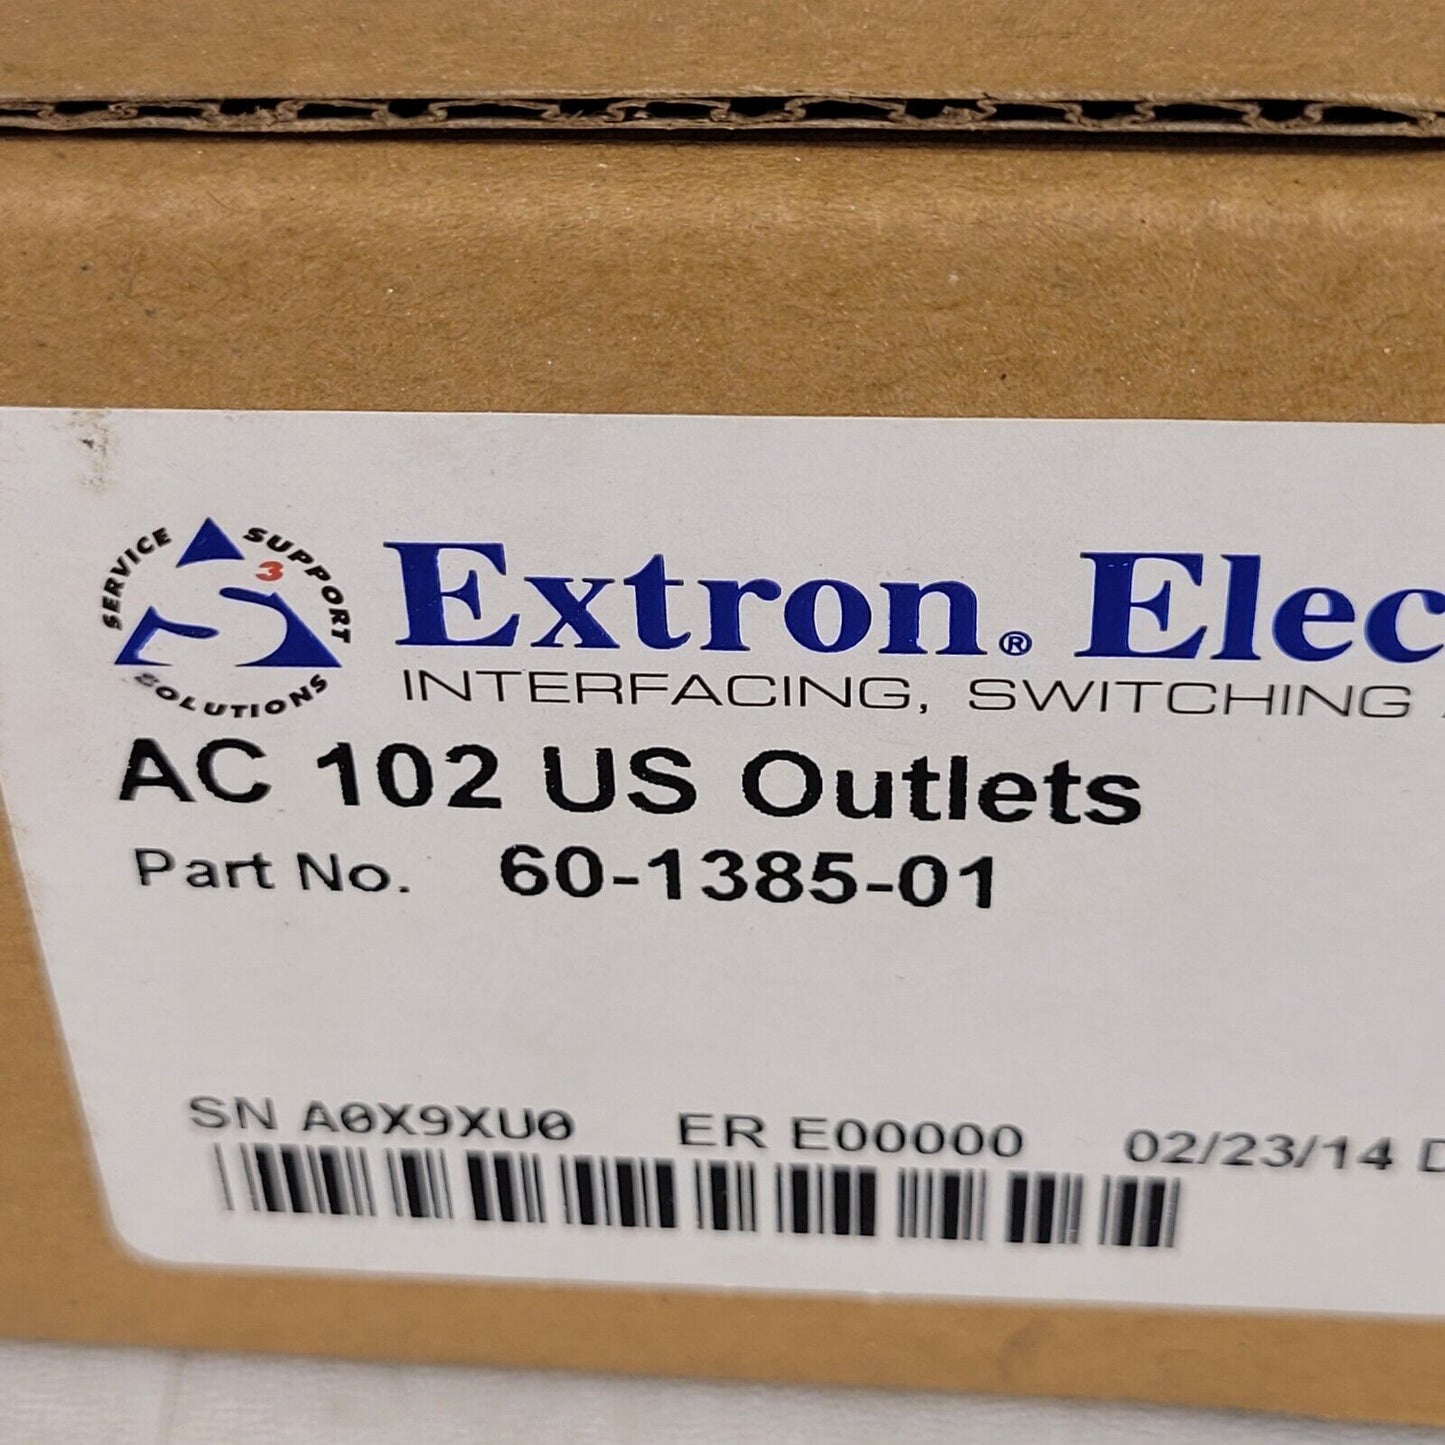 SERVICE SUPPORT SOLUTIONS
S3
Extron® Elec
INTERFACING, SWITCHING
AC 102 US Outlets
Part No. 60-1385-01
SN A0X9XU0 ER E00000 02/23/14 D